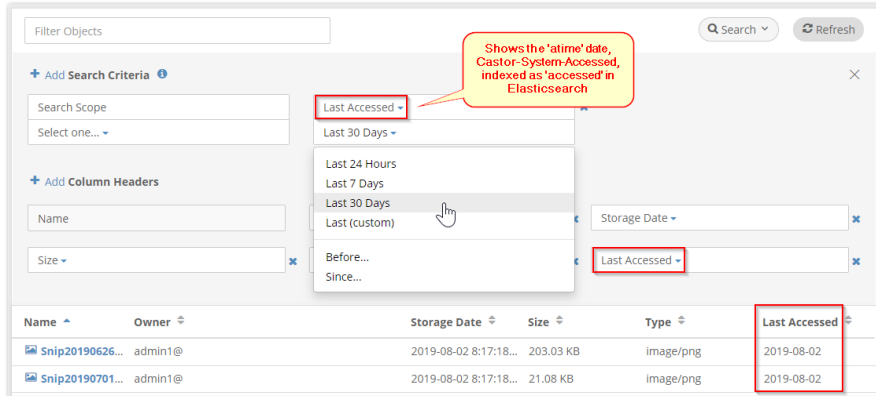 Filter Objects
Search
Refresh
Shows the 'atime' date,
Castor-System-Accessed,
indexed as 'accessed' in
Elasticsearch
+ Add Search Criteria
Search Scope
Last Accessed
Select one...
Last 30 Days
Last 24 Hours
Last 7 Days
Last 30 Days
Last (custom)
Before...
Since...
+ Add Column Headers
Name
Storage Date
Size
Last Accessed
Name Owner Storage Date Size Type Last Accessed
Snip20190626... admin1@ 2019-08-02 8:17:18... 203.03 KB image/png 2019-08-02
Snip20190701... admin1@ 2019-08-02 8:17:18... 21.08 KB image/png 2019-08-02